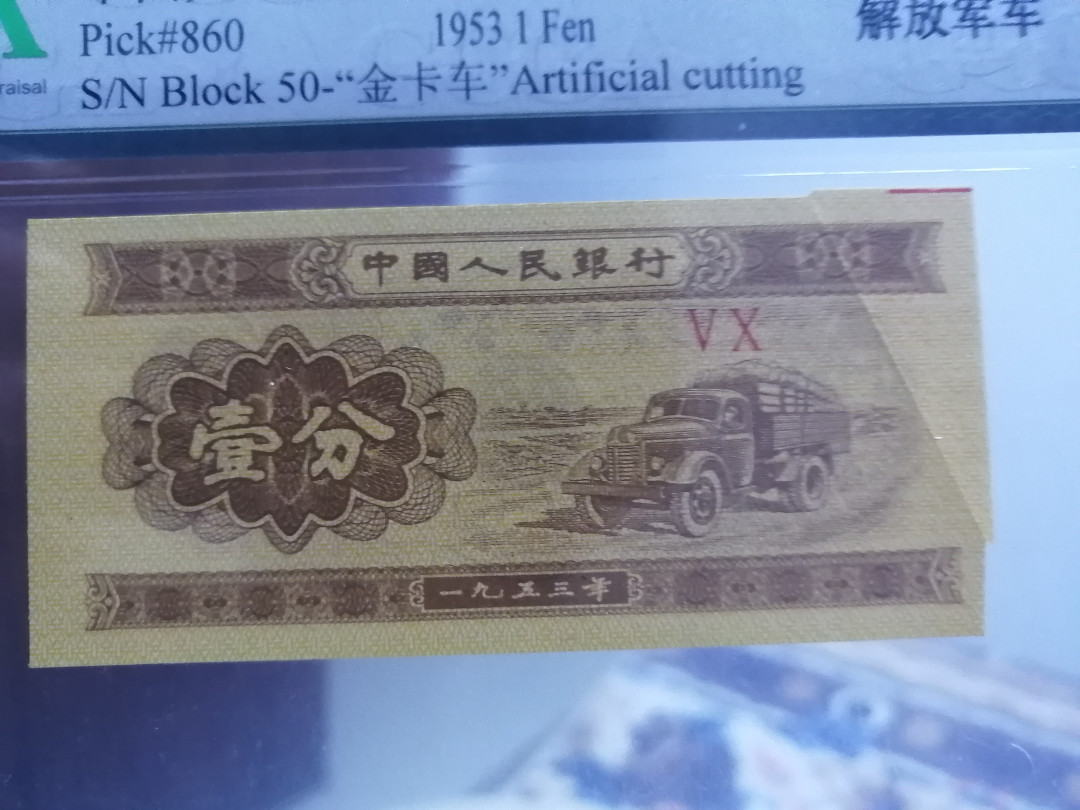 Pick#860 1953 1 Fen 解放军车
raisal
S/N Block 50-“金卡车”Artificial cutting
中國人民銀行
VX
壹分
一九五三年